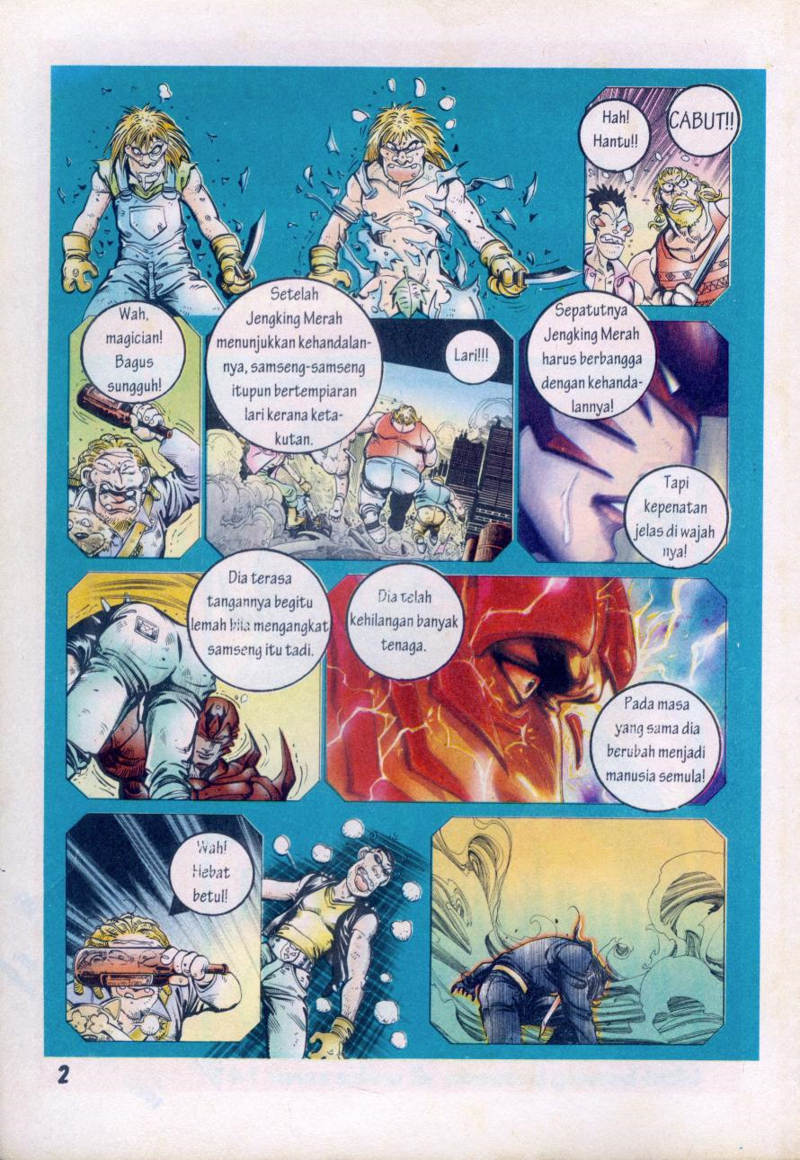 Hah!
Hantu!!
CABUT!!
Wah,
magician!
Bagus
sungguh!
Setelah
Jengking Merah
menunjukkan kehandalan-
nya, samseng-samseng
itupun bertempiaran
lari kerana keta-
kutan.
Lari!!!
Sepatutnya
Jengking Merah
harus berbangga
dengan kehanda-
lannya!
Tapi
kepenatan
jelas di wajah
nya!
Dia terasa
tangannya begitu
lemah bila mengangkat
samseng itu tadi.
Dia telah
kehilangan banyak
tenaga.
Pada masa
yang sama dia
berubah menjadi
manusia semula!
Wah!
Hebat
betul!
2